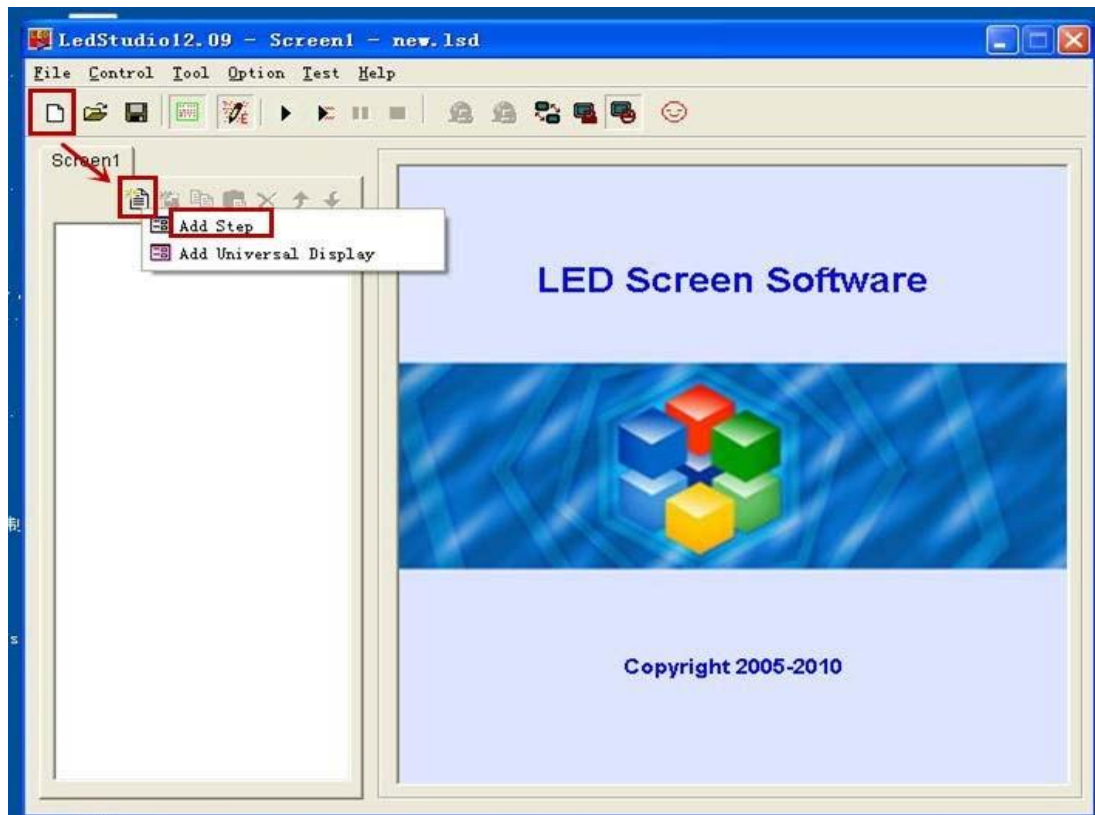 LedStudio12.09 - Screen1 - new.lsd
File Control Tool Option Test Help
Screen1
Add Step
Add Universal Display
LED Screen Software
Copyright 2005-2010
制
s